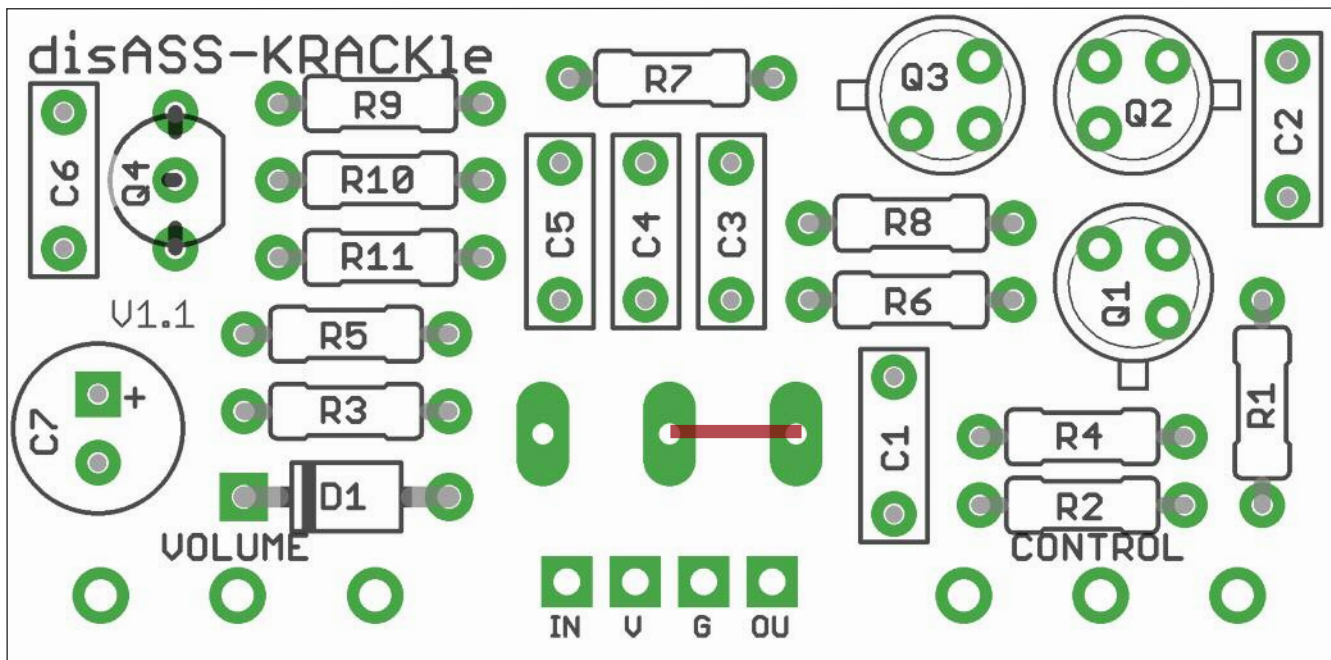 disASS-KRACKle
R9
R7
Q3
Q2
C2
C6
Q4
R10
R11
C5
C4
C3
R8
R6
Q1
V1.1
R5
R3
C7
+
D1
C1
R4
R2
R1
VOLUME
CONTROL
IN V G OU